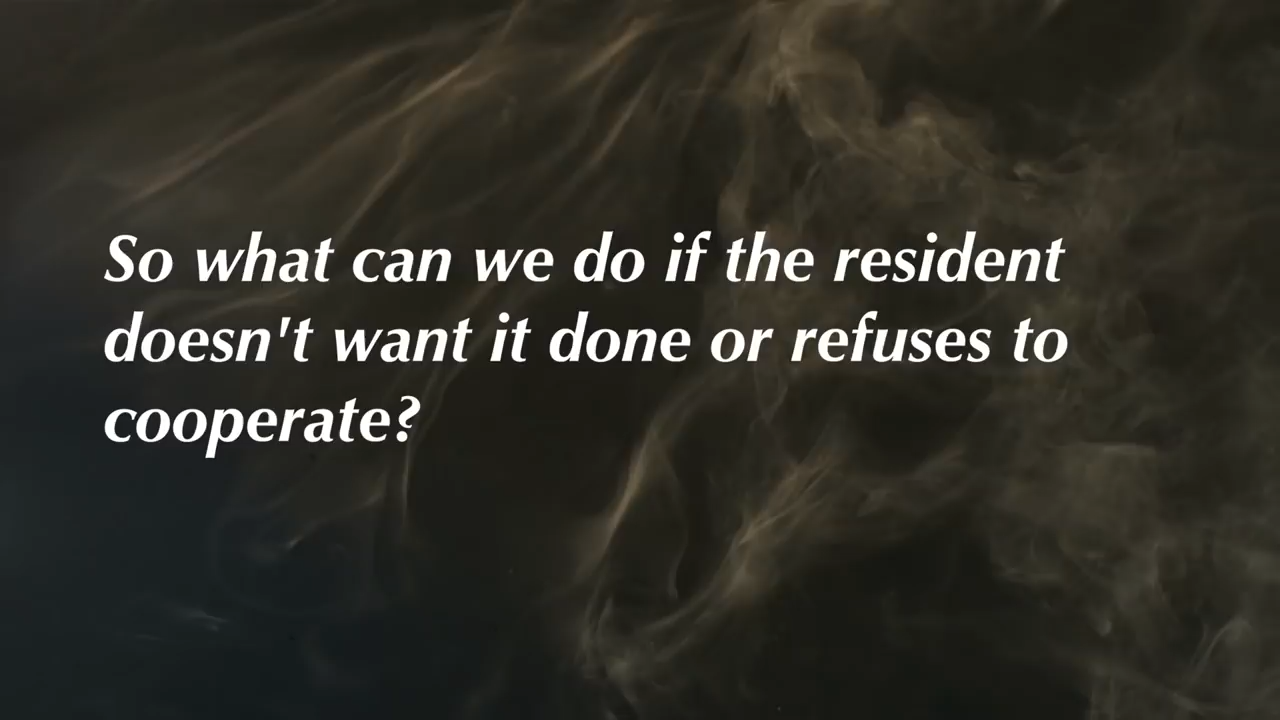 So what can we do if the resident
doesn't want it done or refuses to
cooperate?